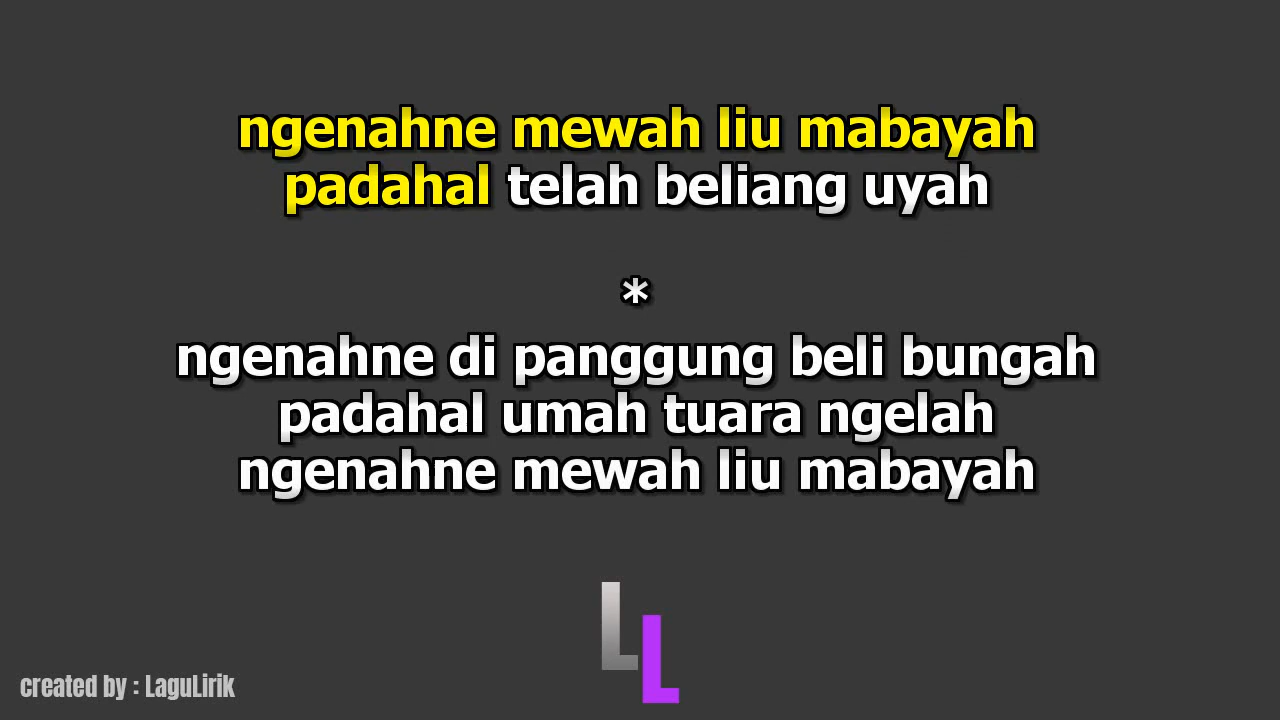 ngenahne mewah liu mabayah
padahal telah beliang uyah
*
ngenahne di panggung beli bungah
padahal umah tuara ngelah
ngenahne mewah liu mabayah
LL
created by : LaguLirik